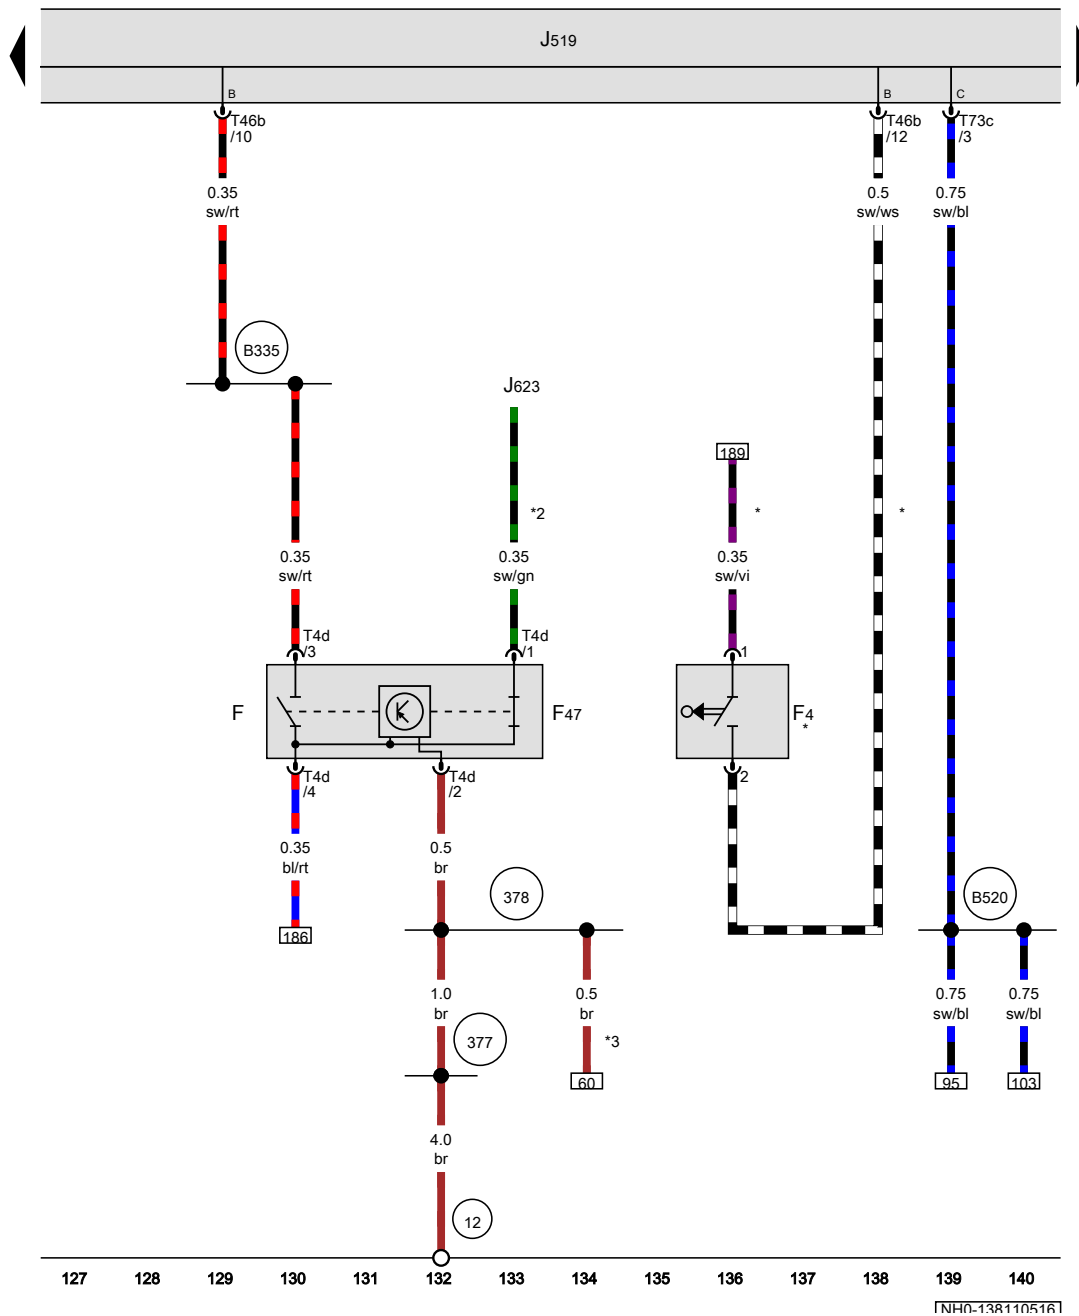 J519
B
B
C
T46b
/10
T46b
/12
T73c
/3
0.35
sw/rt
0.5
sw/ws
0.75
sw/bl
B335
J623
189
*2
*
*
0.35
sw/rt
0.35
sw/gn
0.35
sw/vi
T4d
/3
T4d
/1
1
F
F47
F4
*
T4d
/4
T4d
/2
2
0.35
bl/rt
0.5
br
378
B520
186
1.0
br
0.5
br
0.75
sw/bl
0.75
sw/bl
377
*3
60
95
103
4.0
br
12
127 128 129 130 131 132 133 134 135 136 137 138 139 140
NH0-138110516